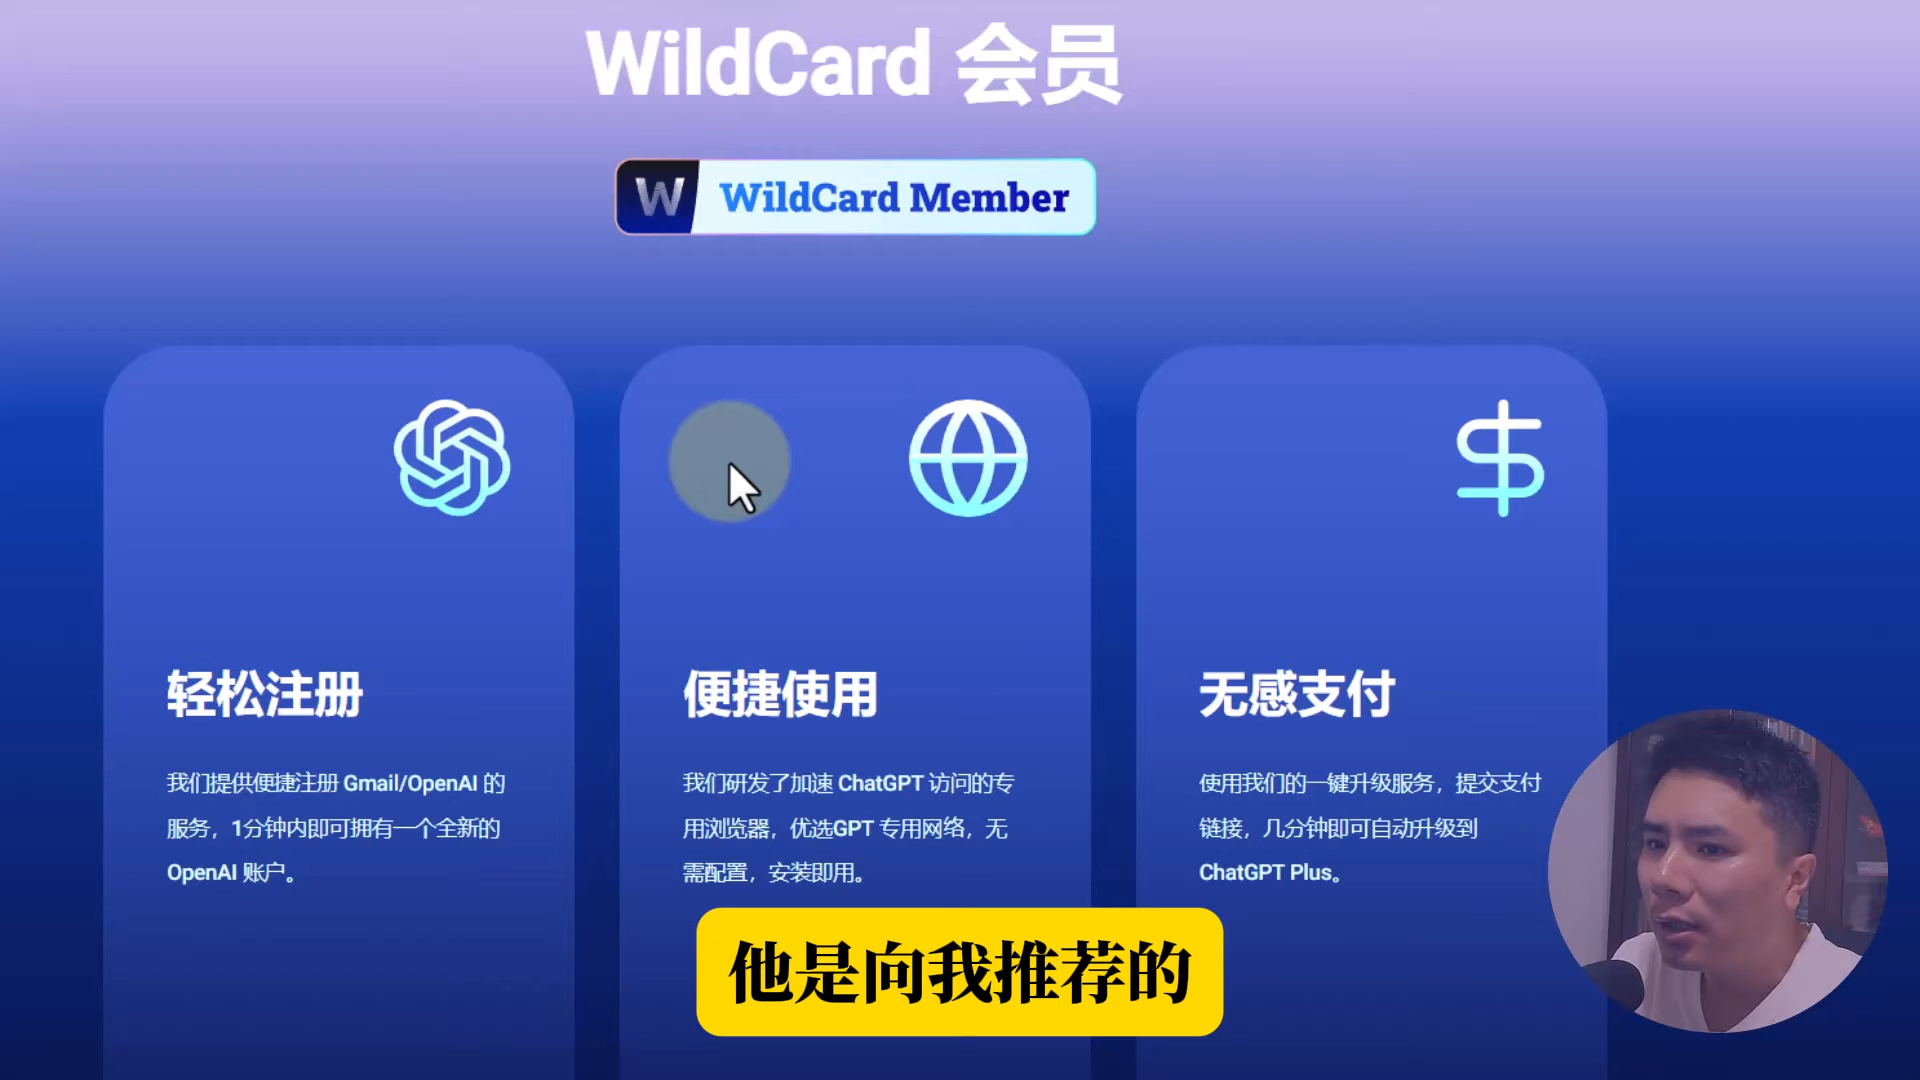 WildCard 会员
W WildCard Member
轻松注册
我们提供便捷注册 Gmail/OpenAI 的
服务，1分钟内即可拥有一个全新的
OpenAI 账户。
便捷使用
我们研发了加速 ChatGPT 访问的专
用浏览器，优选GPT 专用网络，无
需配置，安装即用。
无感支付
使用我们的一键升级服务，提交支付
链接，几分钟即可自动升级到
ChatGPT Plus。
他是向我推荐的